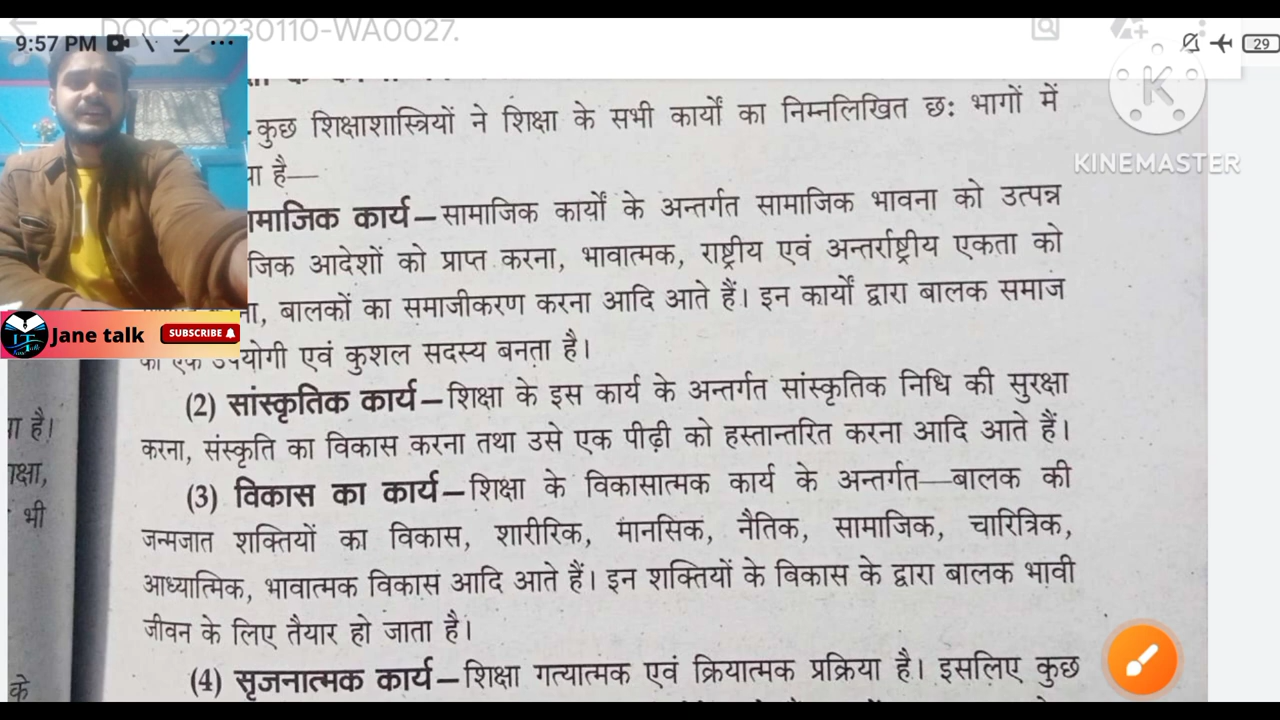 DOC-20230110-WA0027.
9:57 PM
29
K
KINEMASTER
कुछ शिक्षाशास्त्रियों ने शिक्षा के सभी कार्यों का निम्नलिखित छः भागों में
है—
कार्य—सामाजिक कार्यों के अन्तर्गत सामाजिक भावना को उत्पन्न
आदेशों को प्राप्त करना, भावात्मक, राष्ट्रीय एवं अन्तर्राष्ट्रीय एकता को
बालकों का समाजीकरण करना आदि आते हैं। इन कार्यों द्वारा बालक समाज
एवं कुशल सदस्य बनता है।
Jane talk
SUBSCRIBE
(2) सांस्कृतिक कार्य—शिक्षा के इस कार्य के अन्तर्गत सांस्कृतिक निधि की सुरक्षा
करना, संस्कृति का विकास करना तथा उसे एक पीढ़ी को हस्तान्तरित करना आदि आते हैं।
(3) विकास का कार्य—शिक्षा के विकासात्मक कार्य के अन्तर्गत—बालक की
जन्मजात शक्तियों का विकास, शारीरिक, मानसिक, नैतिक, सामाजिक, चारित्रिक,
आध्यात्मिक, भावात्मक विकास आदि आते हैं। इन शक्तियों के विकास के द्वारा बालक भावी
जीवन के लिए तैयार हो जाता है।
(4) सृजनात्मक कार्य—शिक्षा गत्यात्मक एवं क्रियात्मक प्रक्रिया है। इसलिए कुछ
है।
भी
के